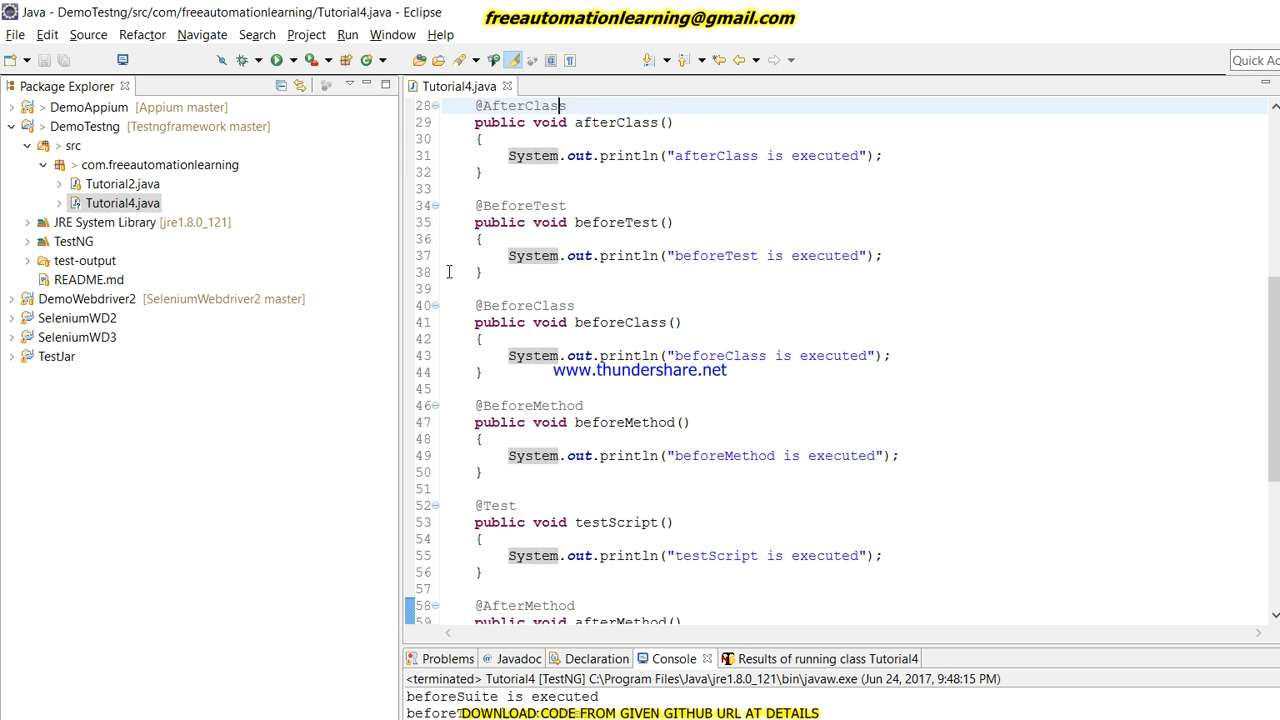 Java - DemoTestng/src/com/freeautomationlearning/Tutorial4.java - Eclipse
freeautomationlearning@gmail.com
File Edit Source Refactor Navigate Search Project Run Window Help
Quick Ac
Package Explorer
Tutorial4.java
DemoAppium [Appium master]
> DemoTestng [Testngframework master]
> src
> com.freeautomationlearning
Tutorial2.java
Tutorial4.java
JRE System Library [jre1.8.0_121]
TestNG
test-output
README.md
DemoWebdriver2 [SeleniumWebdriver2 master]
SeleniumWD2
SeleniumWD3
TestJar
28 @AfterClass
29 public void afterClass()
30 {
31 System.out.println("afterClass is executed");
32 }
33
34 @BeforeTest
35 public void beforeTest()
36 {
37 System.out.println("beforeTest is executed");
38 }
39
40 @BeforeClass
41 public void beforeClass()
42 {
43 System.out.println("beforeClass is executed");
www.thundershare.net
44 }
45
46 @BeforeMethod
47 public void beforeMethod()
48 {
49 System.out.println("beforeMethod is executed");
50 }
51
52 @Test
53 public void testScript()
54 {
55 System.out.println("testScript is executed");
56 }
57
58 @AfterMethod
59 public void afterMethod()
Problems Javadoc Declaration Console Results of running class Tutorial4
<terminated> Tutorial4 [TestNG] C:\Program Files\Java\jre1.8.0_121\bin\javaw.exe (Jun 24, 2017, 9:48:15 PM)
beforeSuite is executed
DOWNLOAD CODE FROM GIVEN GITHUB URL AT DETAILS